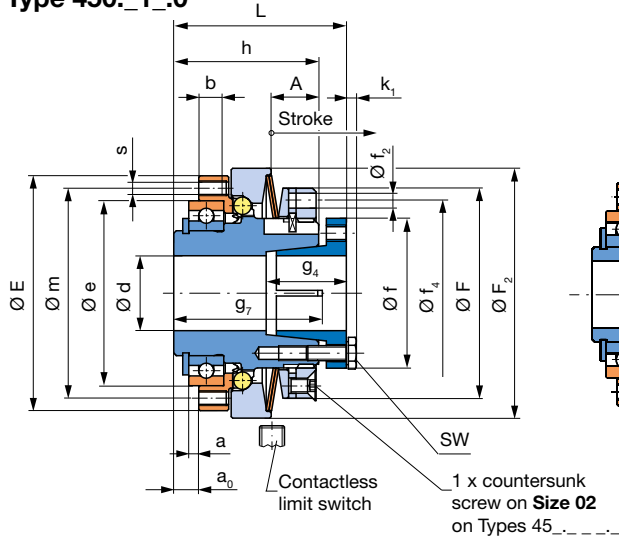 Type 450._1_.0
L
h
b
A
k₁
Stroke
s
Ø f₂
Ø E
Ø m
Ø e
Ø d
g₄
g₇
Ø f
Ø f₄
Ø F
Ø F₂
a
a₀
SW
Contactless
limit switch
1 x countersunk
screw on Size 02
on Types 45_._ _ _._